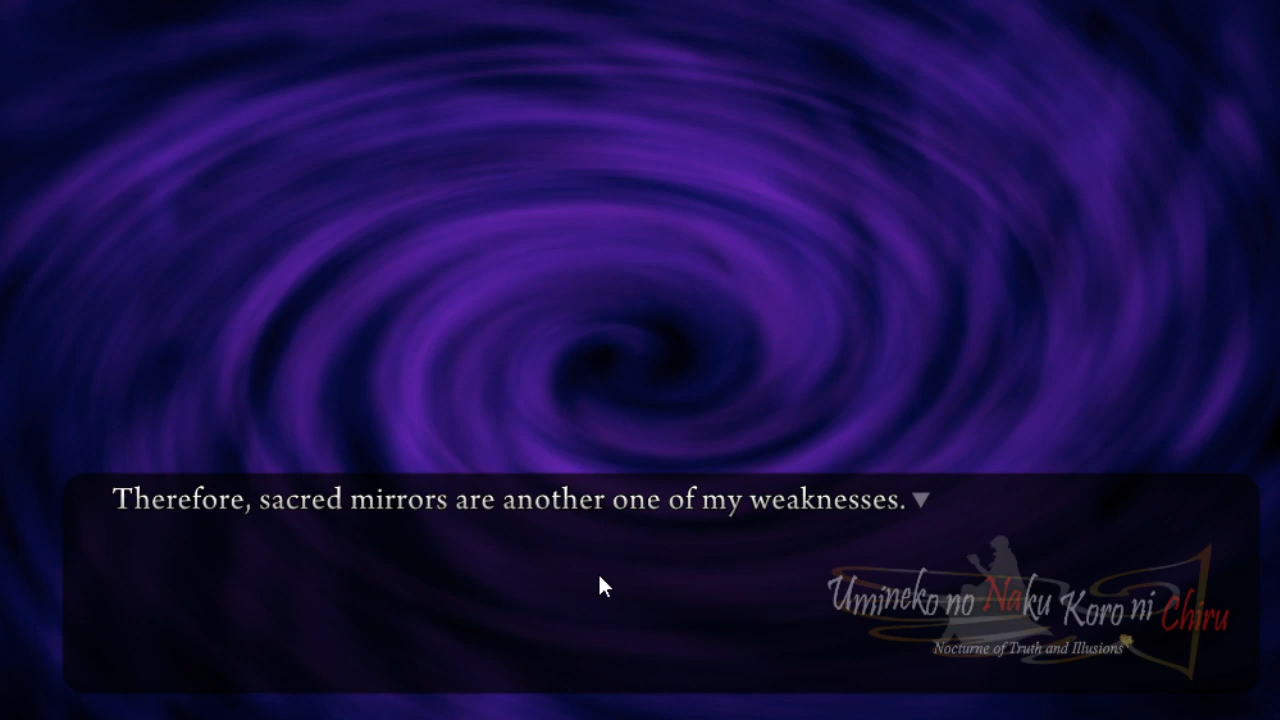 Therefore, sacred mirrors are another one of my weaknesses.
Umineko no Naku Koro ni Chiru
Nocturne of Truth and Illusions